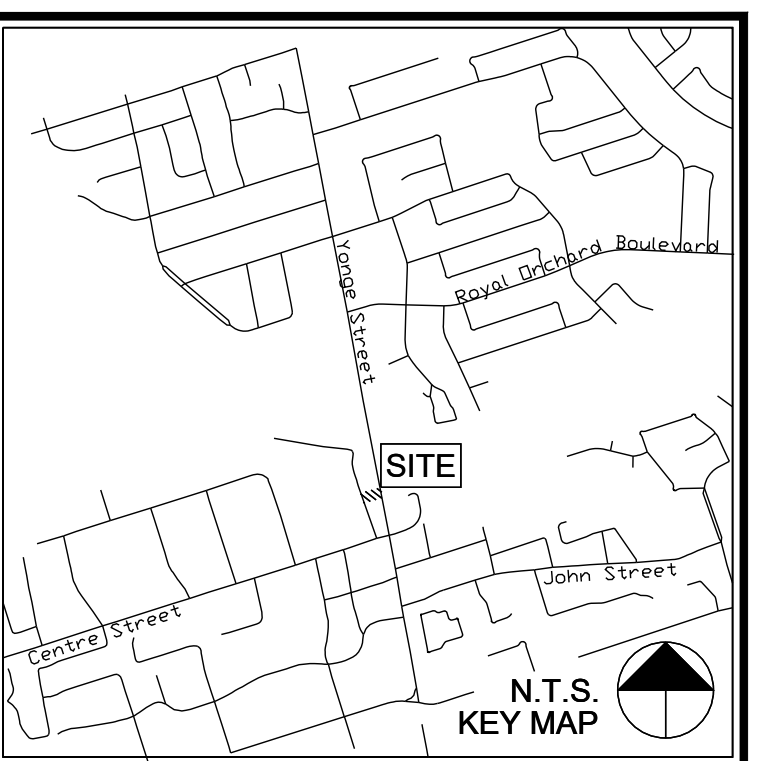 Royal Orchard Boulevard
Yonge Street
SITE
John Street
Centre Street
N.T.S.
KEY MAP